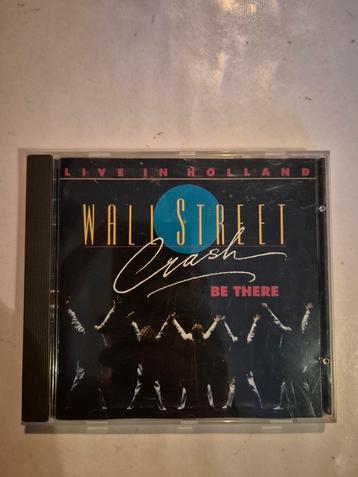 LIVE IN HOLLAND
WALL STREET
Crash
BE THERE